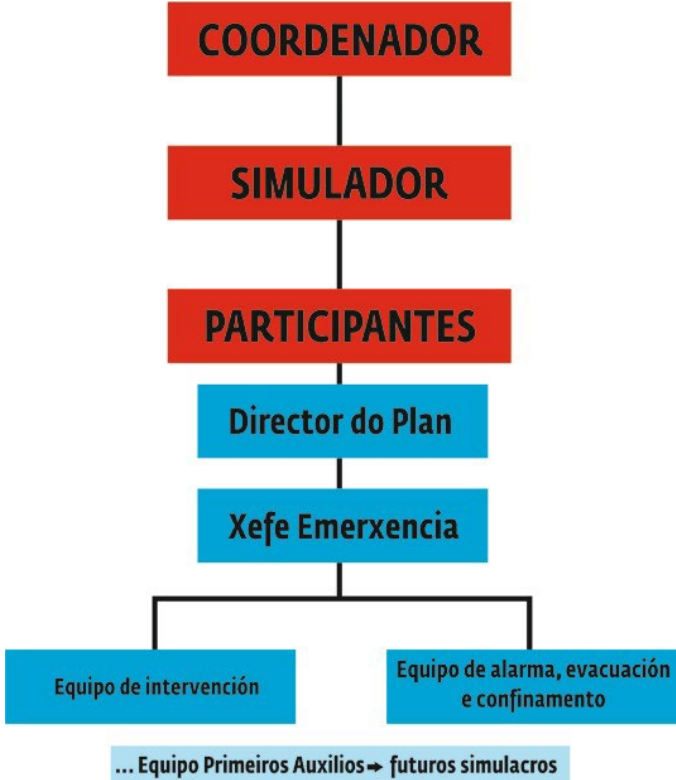 COORDENADOR
SIMULADOR
PARTICIPANTES
Director do Plan
Xefe Emerxencia
Equipo de intervención
Equipo de alarma, evacuación
e confinamento
... Equipo Primeiros Auxilios → futuros simulacros